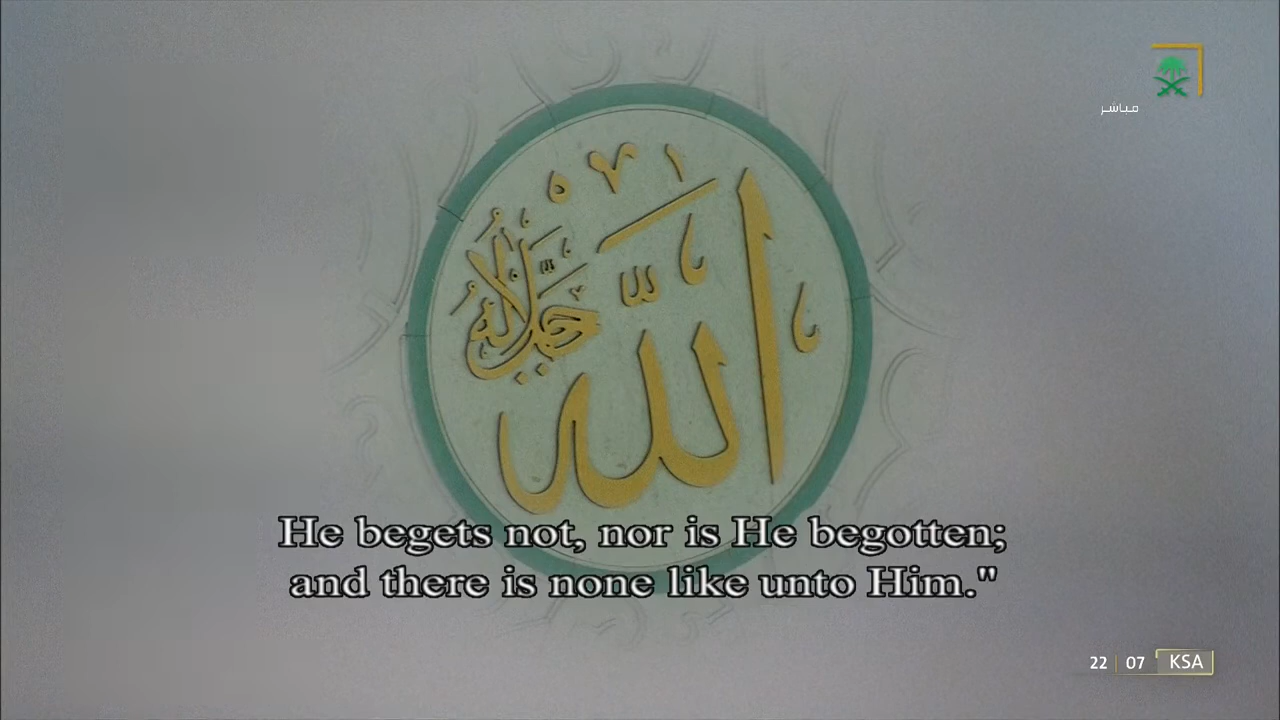 مباشر
الله
جل جلاله
He begets not, nor is He begotten;
and there is none like unto Him."
22 07 KSA